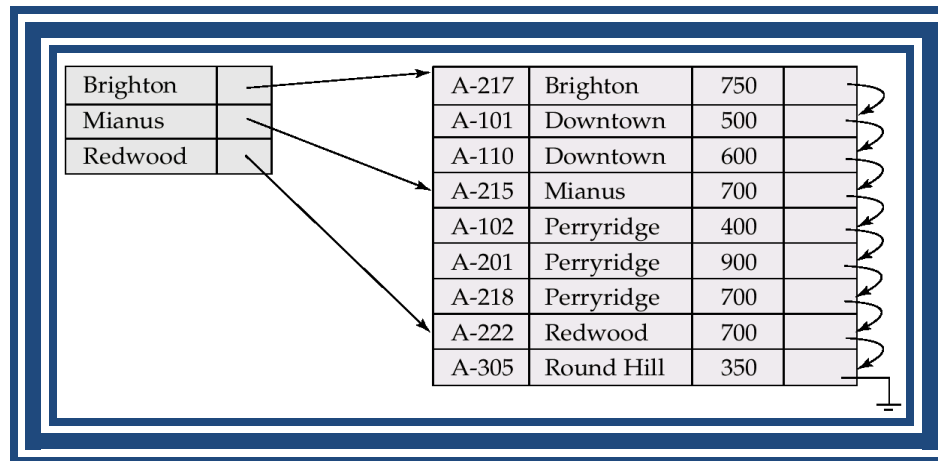 Brighton
Mianus
Redwood
A-217 Brighton 750
A-101 Downtown 500
A-110 Downtown 600
A-215 Mianus 700
A-102 Perryridge 400
A-201 Perryridge 900
A-218 Perryridge 700
A-222 Redwood 700
A-305 Round Hill 350